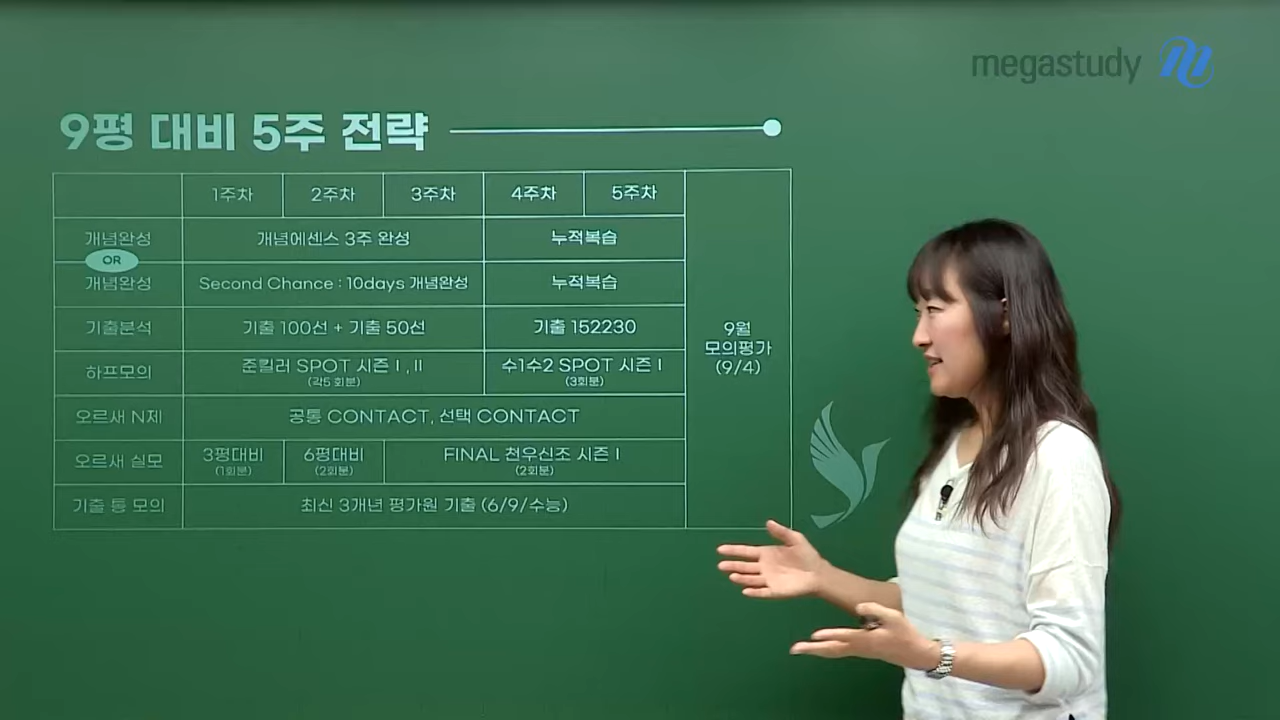 megastudy
9평 대비 5주 전략
1주차 2주차 3주차 4주차 5주차
개념완성 개념에센스 3주 완성 누적복습
OR
개념완성 Second Chance : 10days 개념완성 누적복습
기출분석 기출 100선 + 기출 50선 기출 152230
9월
모의평가
(9/4)
하프모의 준킬러 SPOT 시즌 I , II 수1수2 SPOT 시즌 I
(각5 회분) (3회분)
오르새 N제 공통 CONTACT, 선택 CONTACT
오르새 실모 3평대비 6평대비 FINAL 천우신조 시즌 I
(1회분) (2회분) (2회분)
기출 통 모의 최신 3개년 평가원 기출 (6/9/수능)